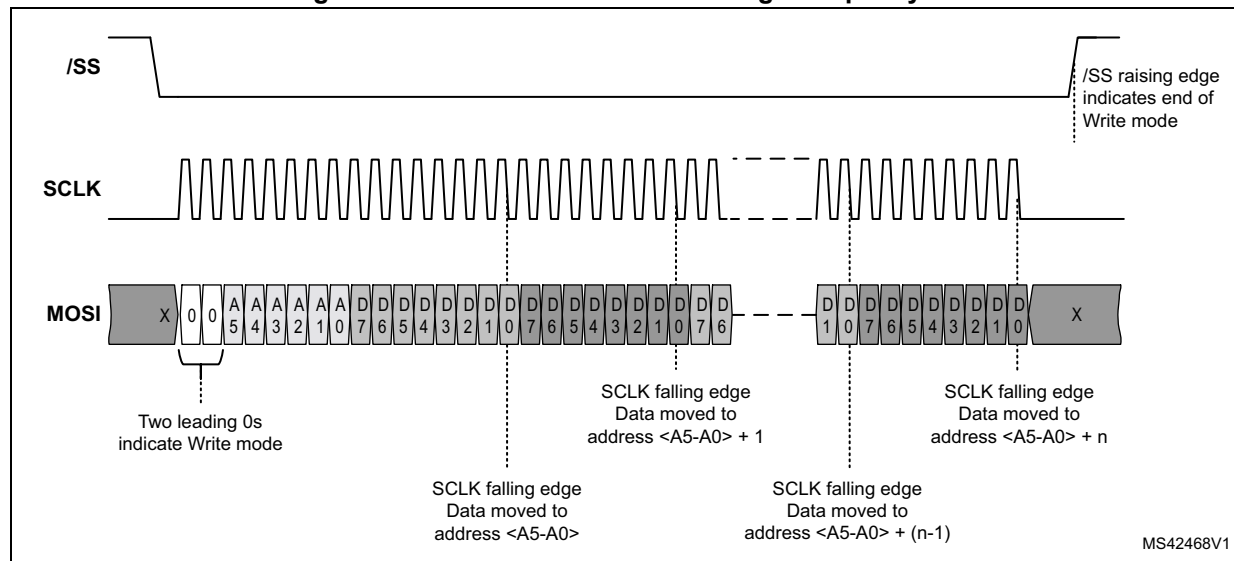 /SS
/SS raising edge
indicates end of
Write mode
SCLK
MOSI
X 0 0 A5 A4 A3 A2 A1 A0 D7 D6 D5 D4 D3 D2 D1 D0 D7 D6 D5 D4 D3 D2 D1 D0 D7 D6 D1 D0 D7 D6 D5 D4 D3 D2 D1 D0 X
Two leading 0s
indicate Write mode
SCLK falling edge
Data moved to
address <A5-A0> + 1
SCLK falling edge
Data moved to
address <A5-A0> + n
SCLK falling edge
Data moved to
address <A5-A0>
SCLK falling edge
Data moved to
address <A5-A0> + (n-1)
MS42468V1